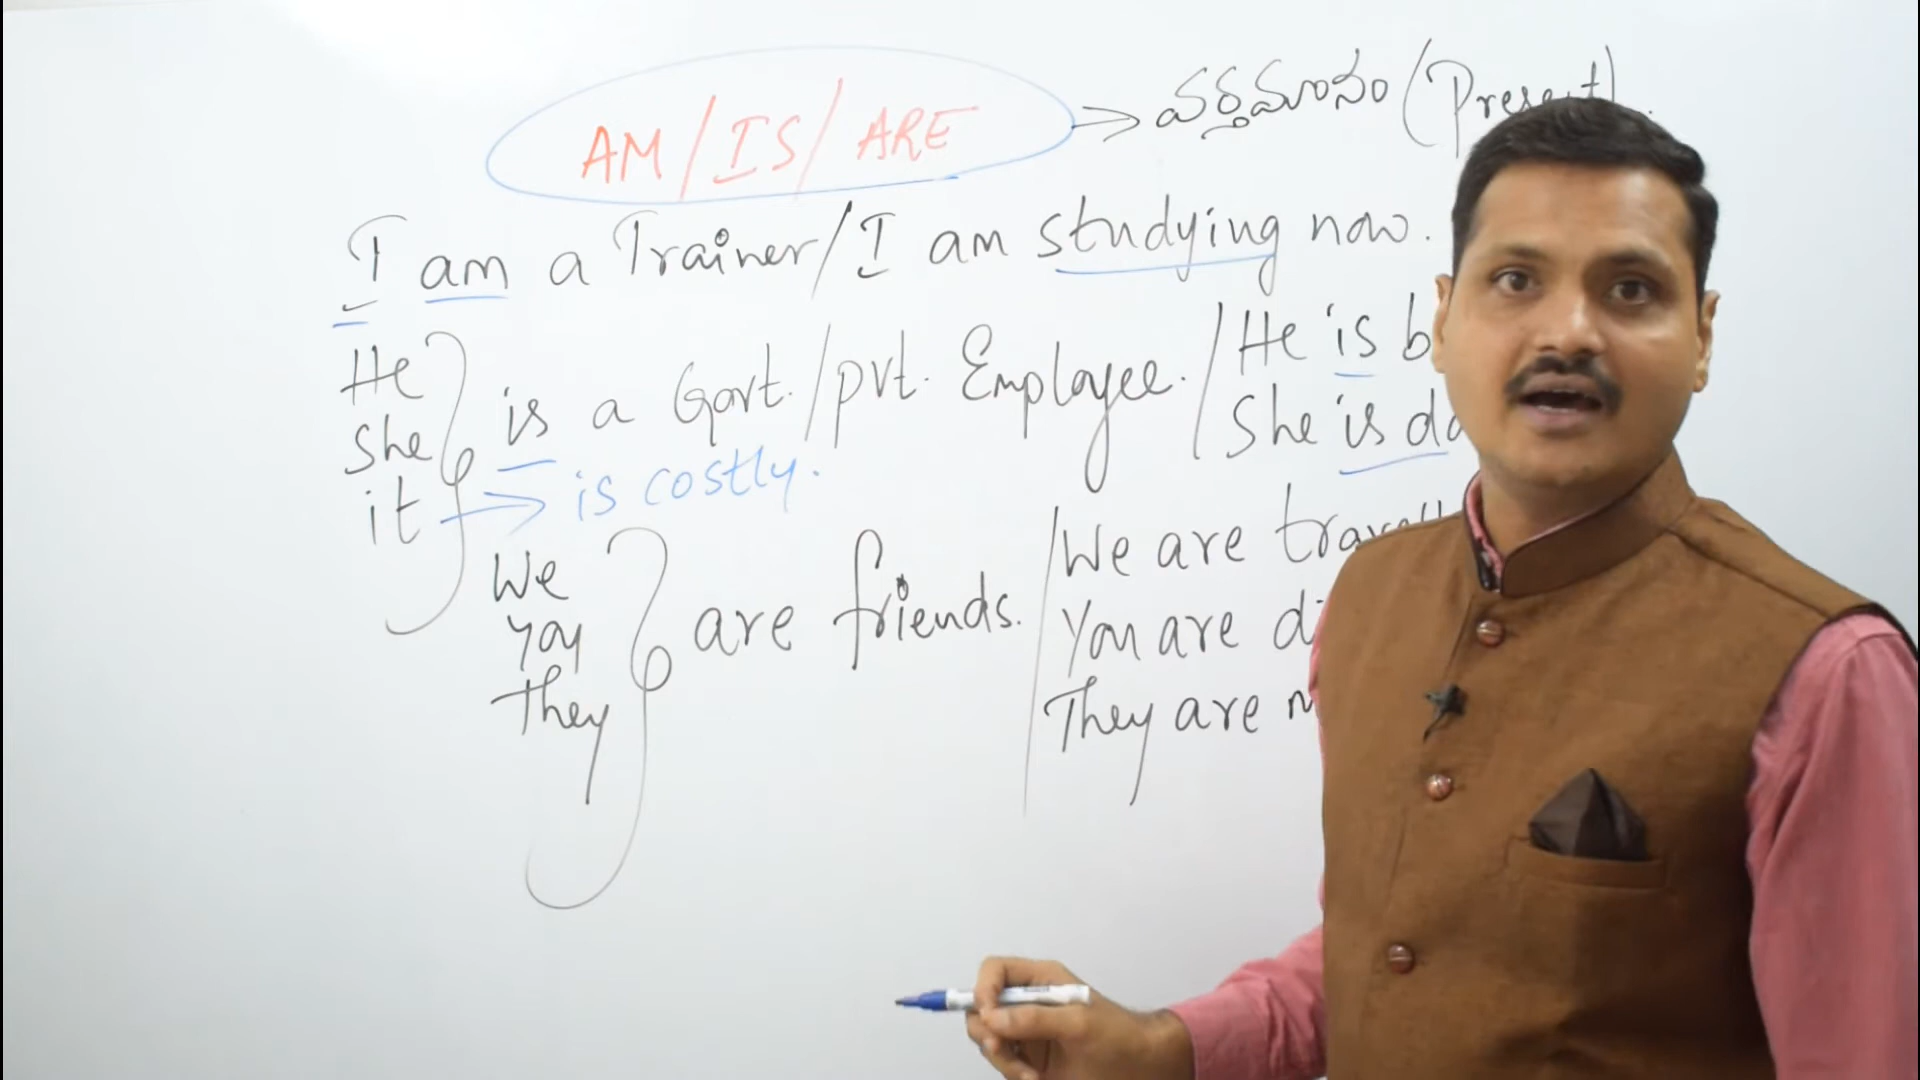 AM/IS/ARE → వర్తమానం (Present).
I am a Trainer/I am studying now.
He
She
it
is a Govt./pvt. Employee./
He is
She is
→ is costly.
We
You
They
are friends.
We are
You are
They are